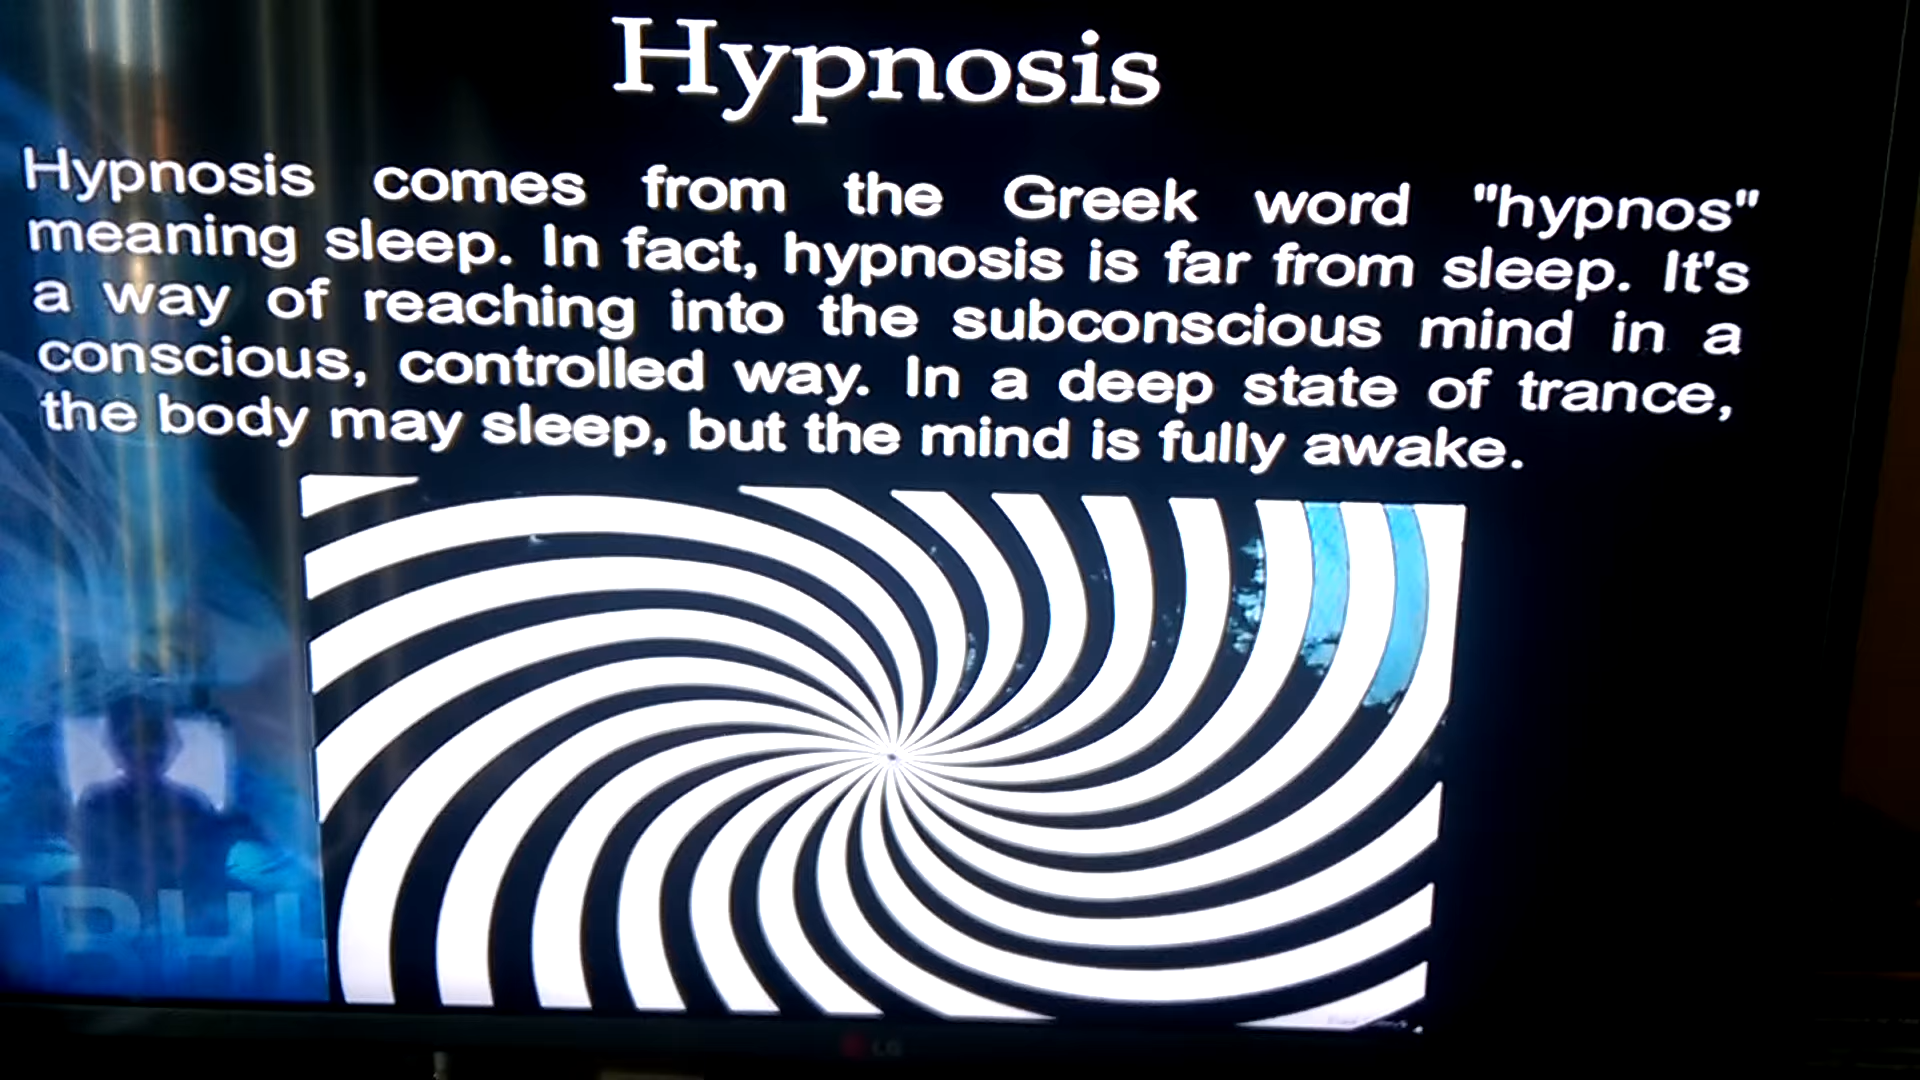 Hypnosis
Hypnosis comes from the Greek word "hypnos"
meaning sleep. In fact, hypnosis is far from sleep. It's
a way of reaching into the subconscious mind in a
conscious, controlled way. In a deep state of trance,
the body may sleep, but the mind is fully awake.
LG